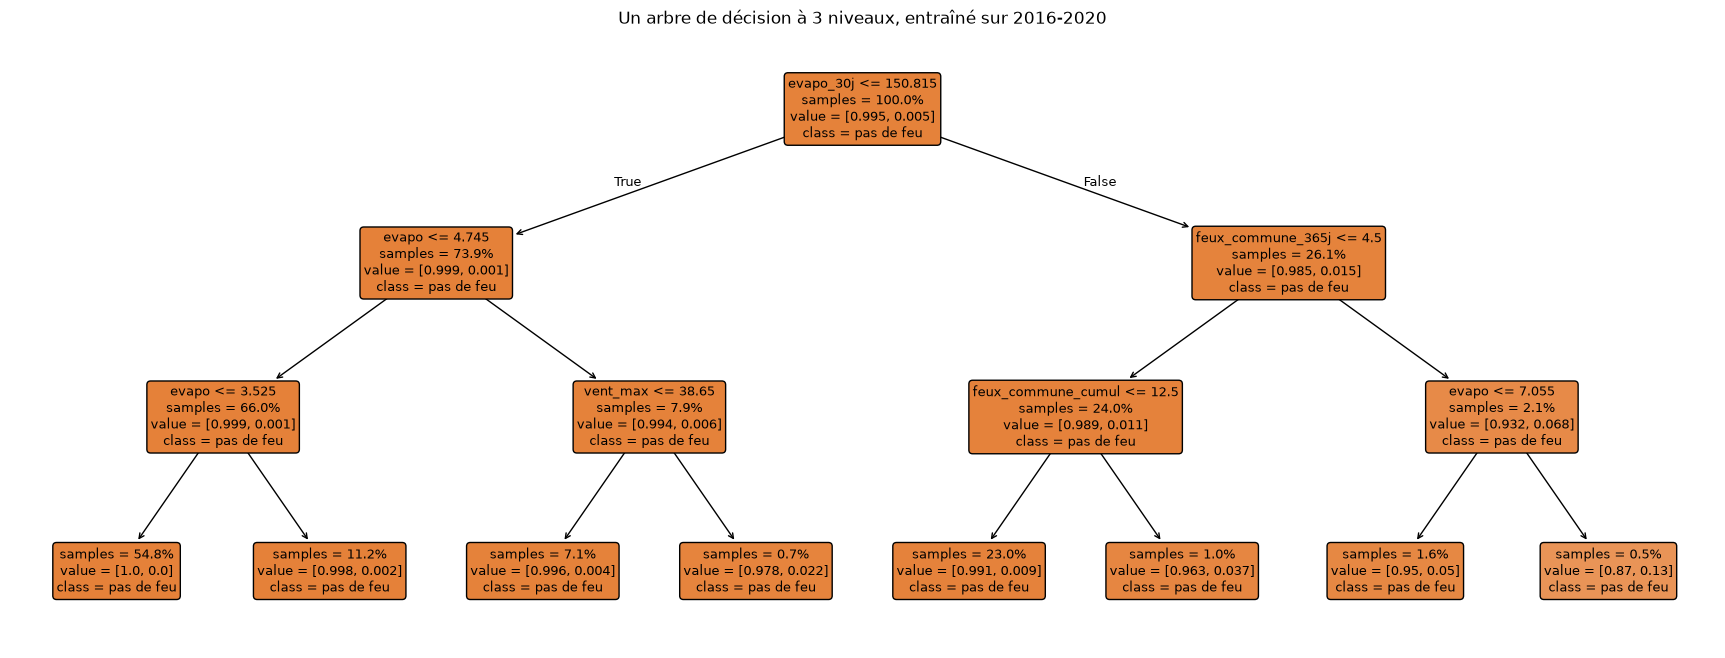 Un arbre de décision à 3 niveaux, entraîné sur 2016-2020
evapo_30j <= 150.815
samples = 100.0%
value = [0.995, 0.005]
class = pas de feu
True
False
evapo <= 4.745
samples = 73.9%
value = [0.999, 0.001]
class = pas de feu
feux_commune_365j <= 4.5
samples = 26.1%
value = [0.985, 0.015]
class = pas de feu
evapo <= 3.525
samples = 66.0%
value = [0.999, 0.001]
class = pas de feu
vent_max <= 38.65
samples = 7.9%
value = [0.994, 0.006]
class = pas de feu
feux_commune_cumul <= 12.5
samples = 24.0%
value = [0.989, 0.011]
class = pas de feu
evapo <= 7.055
samples = 2.1%
value = [0.932, 0.068]
class = pas de feu
samples = 54.8%
value = [1.0, 0.0]
class = pas de feu
samples = 11.2%
value = [0.998, 0.002]
class = pas de feu
samples = 7.1%
value = [0.996, 0.004]
class = pas de feu
samples = 0.7%
value = [0.978, 0.022]
class = pas de feu
samples = 23.0%
value = [0.991, 0.009]
class = pas de feu
samples = 1.0%
value = [0.963, 0.037]
class = pas de feu
samples = 1.6%
value = [0.95, 0.05]
class = pas de feu
samples = 0.5%
value = [0.87, 0.13]
class = pas de feu